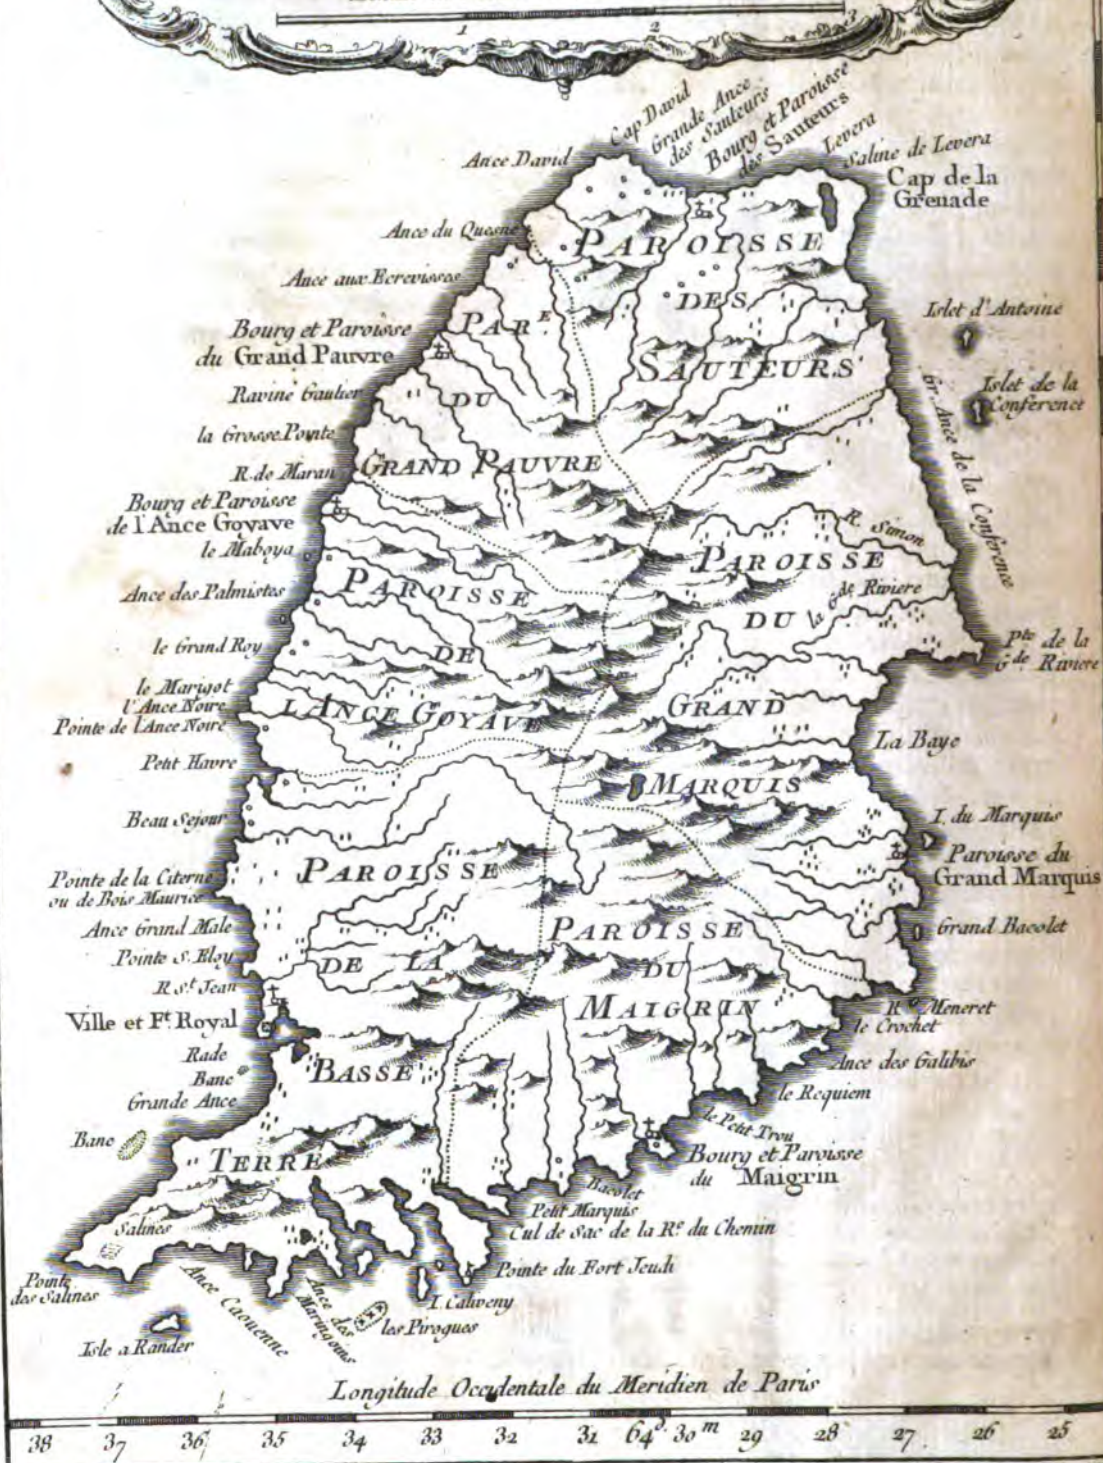 1 2 3
Cap David
Grande Ance
des Sauteurs
Bourg et Paroisse
des Sauteurs
Levera
Saline de Levera
Cap de la
Grenade
Ance David
Ance du Quesne
Ance aux Ecrevisses
Bourg et Paroisse
du Grand Pauvre
Ravine Gaulier
la Grosse Pointe
R. de Maran
Bourg et Paroisse
de l'Ance Goyave
le Maboya
Ance des Palmistes
le Grand Roy
le Marigot
l'Ance Noire
Pointe de l'Ance Noire
Petit Havre
Beau Sejour
Pointe de la Citerne
ou de Bois Maurice
Ance Grand Male
Pointe S. Eloy
R. St. Jean
Ville et Ft. Royal
Rade
Banc
Grande Ance
Banc
Salines
Pointe
des Salines
Isle a Rander
Ance Caouenne
Ance des
Maringoins
les Pirogues
I. Caliveny
Pointe du Fort Jeudi
Cul de Sac de la Re. du Chemin
Petit Marquis
Bacolet
Bourg et Paroisse
du Maigrin
le Petit Trou
le Requiem
Ance des Galibis
le Crochet
Re. Meneret
Grand Bacolet
Paroisse du
Grand Marquis
I. du Marquis
La Baye
Pte. de la
Gde. Riviere
Gr. Ance de la Conference
Islet de la
Conference
Islet d'Antoine
PAROISSE
DES
SAUTEURS
PARE.
DU
GRAND PAUVRE
PAROISSE
DE
L'ANCE GOYAVE
PAROISSE
DU
GRAND
MARQUIS
R. Simon
la Gde. Riviere
PAROISSE
DE LA
BASSE
TERRE
PAROISSE
DU
MAIGRIN
Longitude Occidentale du Meridien de Paris
38 37 36 35 34 33 32 31 64d. 30m 29 28 27 26 25